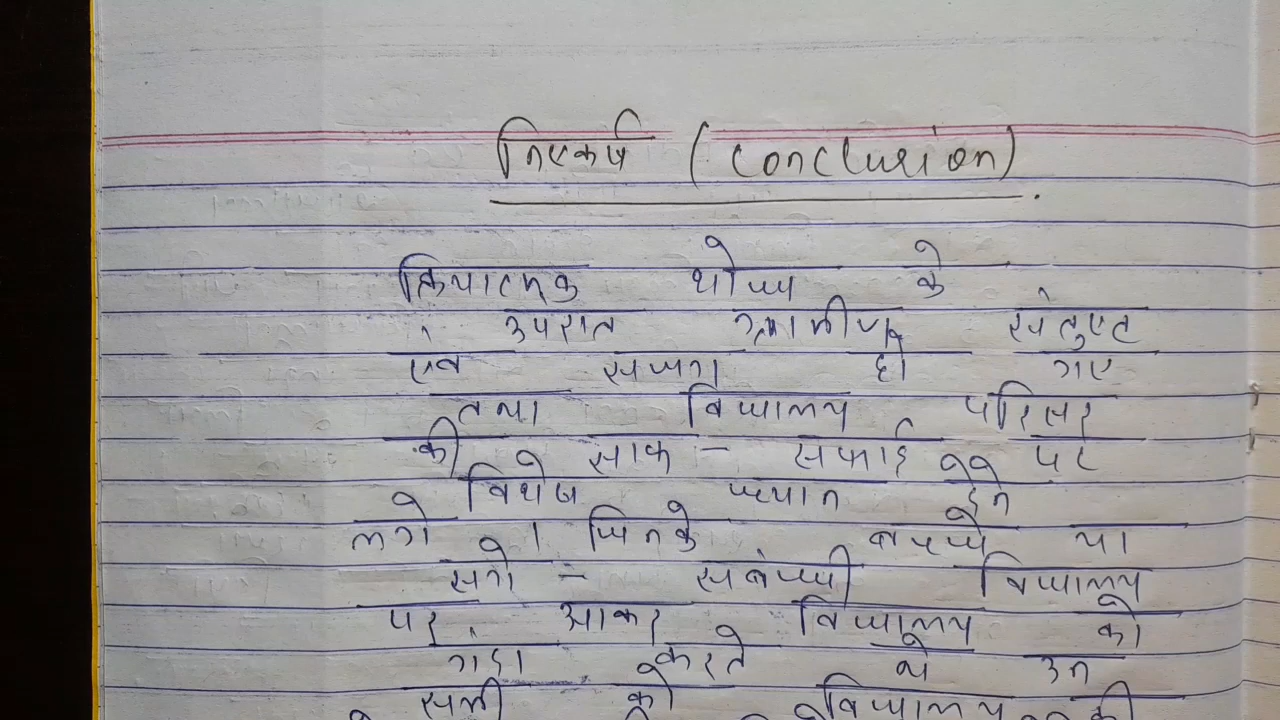 निष्कर्ष (Conclusion)
क्रियात्मक शोध के
उपरांत ग्रामीण संतुष्ट
एवं सजग हो गए
तथा विद्यालय परिसर
की साफ - सफाई पर
विशेष ध्यान देने
लगे । जिनके बच्चे या
सगे - संबंधी विद्यालय
पर आकर विद्यालय को
गंदा करते थे उन
सभी को विद्यालय की